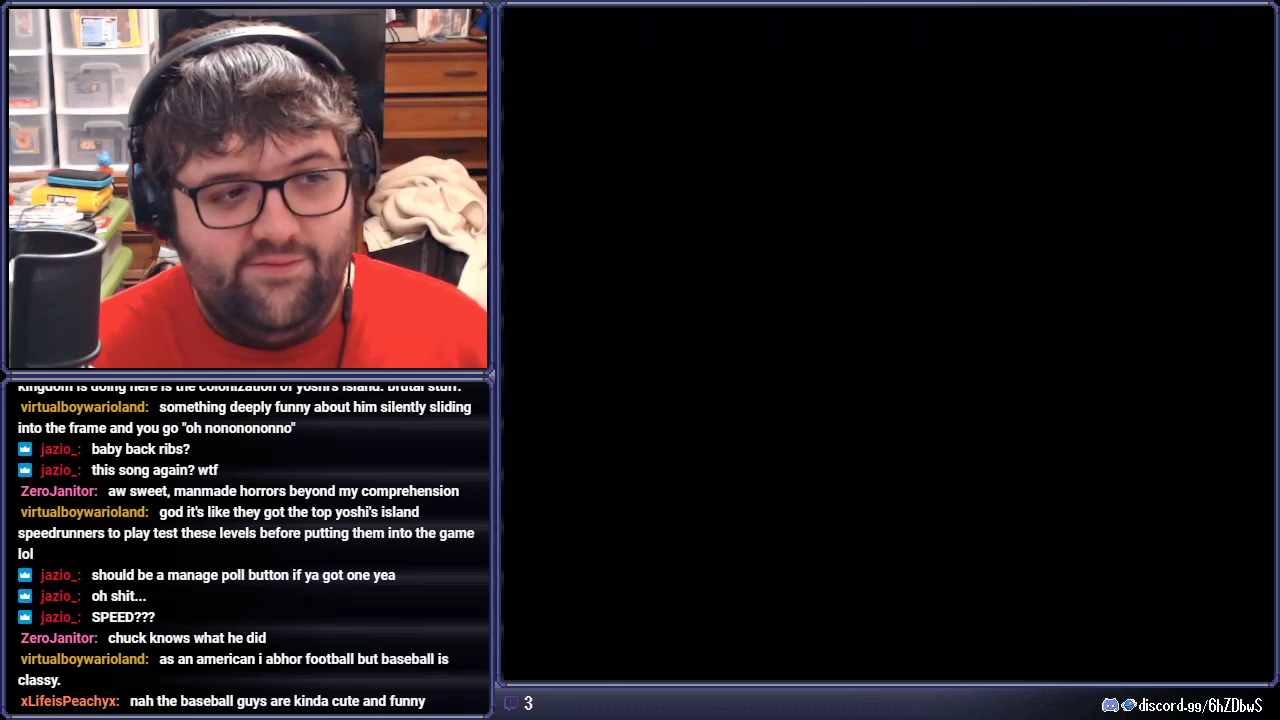 kingdom is doing here is the colonization of yoshi's island. brutal stuff.
virtualboywarioland: something deeply funny about him silently sliding
into the frame and you go "oh nonononono"
jazio_: baby back ribs?
jazio_: this song again? wtf
ZeroJanitor: aw sweet, manmade horrors beyond my comprehension
virtualboywarioland: god it's like they got the top yoshi's island
speedrunners to play test these levels before putting them into the game
lol
jazio_: should be a manage poll button if ya got one yea
jazio_: oh shit...
jazio_: SPEED???
ZeroJanitor: chuck knows what he did
virtualboywarioland: as an american i abhor football but baseball is
classy.
xLifeisPeachyx: nah the baseball guys are kinda cute and funny
3
discord.gg/6hZDbwS